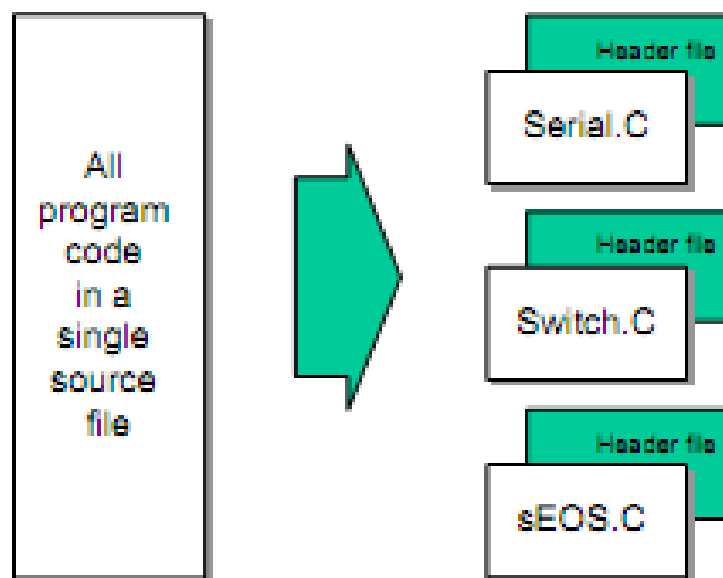 All
program
code
in a
single
source
file
Header file
Serial.C
Header file
Switch.C
Header file
sEOS.C